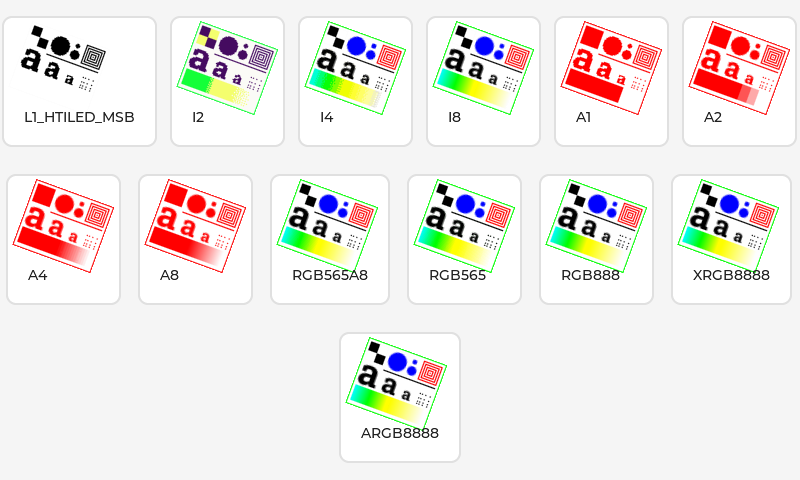 a a a
L1_HTILED_MSB
a a a
I2
a a a
I4
a a a
I8
a a a
A1
a a a
A2
a a a
A4
a a a
A8
a a a
RGB565A8
a a a
RGB565
a a a
RGB888
a a a
XRGB8888
a a a
ARGB8888